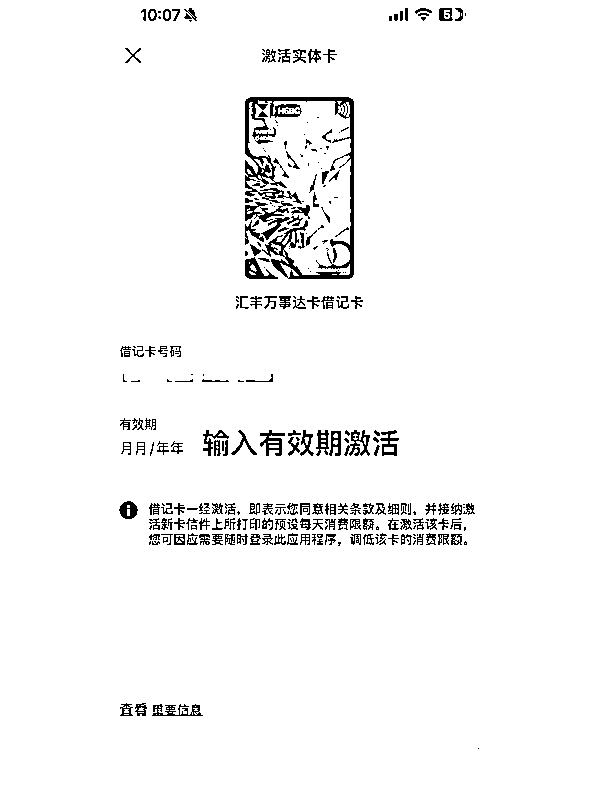 10:07
激活实体卡
HSBC
汇丰万事达卡借记卡
借记卡号码
有效期
月月/年年 输入有效期激活
借记卡一经激活，即表示您同意相关条款及细则，并接纳激
活新卡信件上所打印的预设每天消费限额。在激活该卡后，
您可因应需要随时登录此应用程序，调低该卡的消费限额。
查看 重要信息